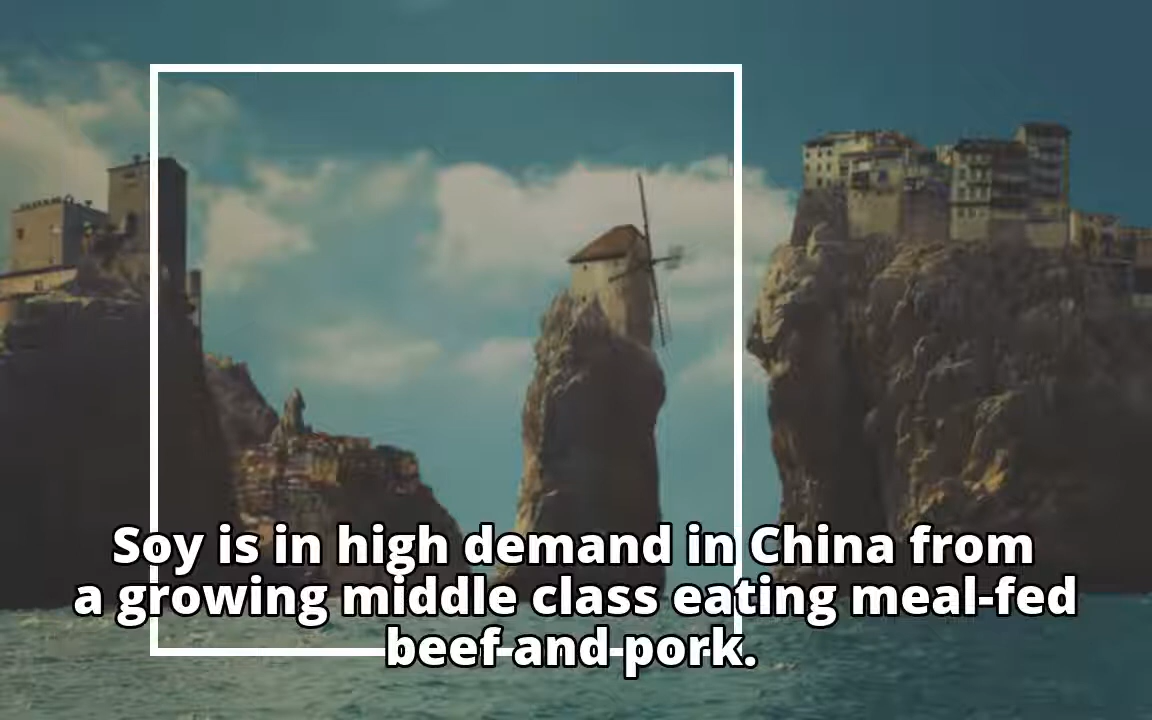 Soy is in high demand in China from
a growing middle class eating meal-fed
beef and pork.